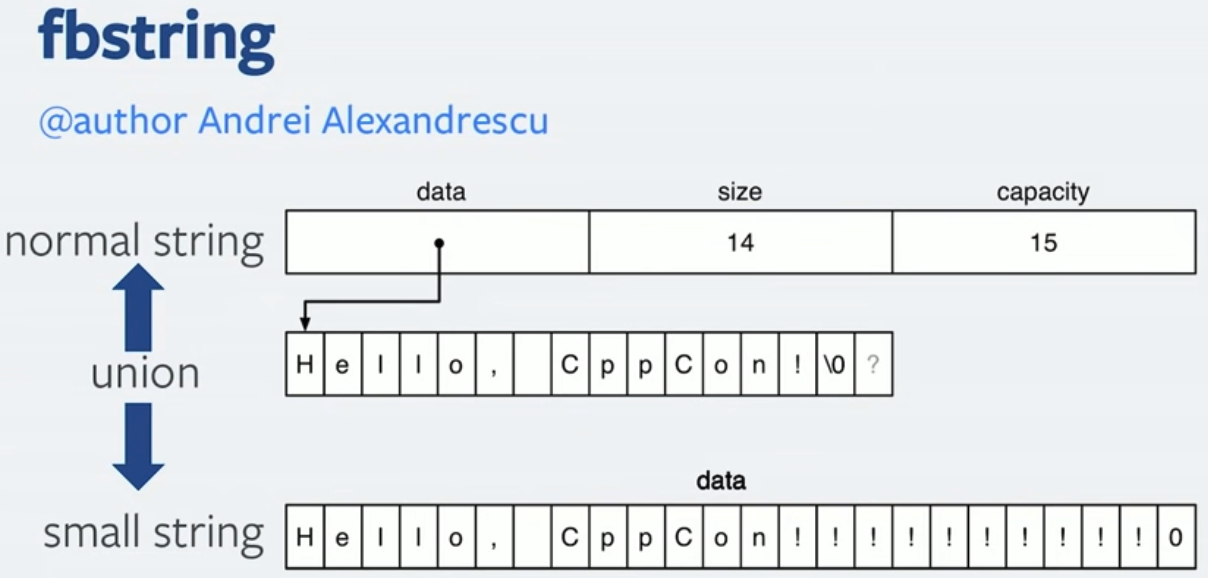 fbstring
@author Andrei Alexandrescu
data size capacity
normal string 14 15
union H e l l o , C p p C o n ! \0 ?
data
small string H e l l o , C p p C o n ! ! ! ! ! ! ! ! ! ! 0